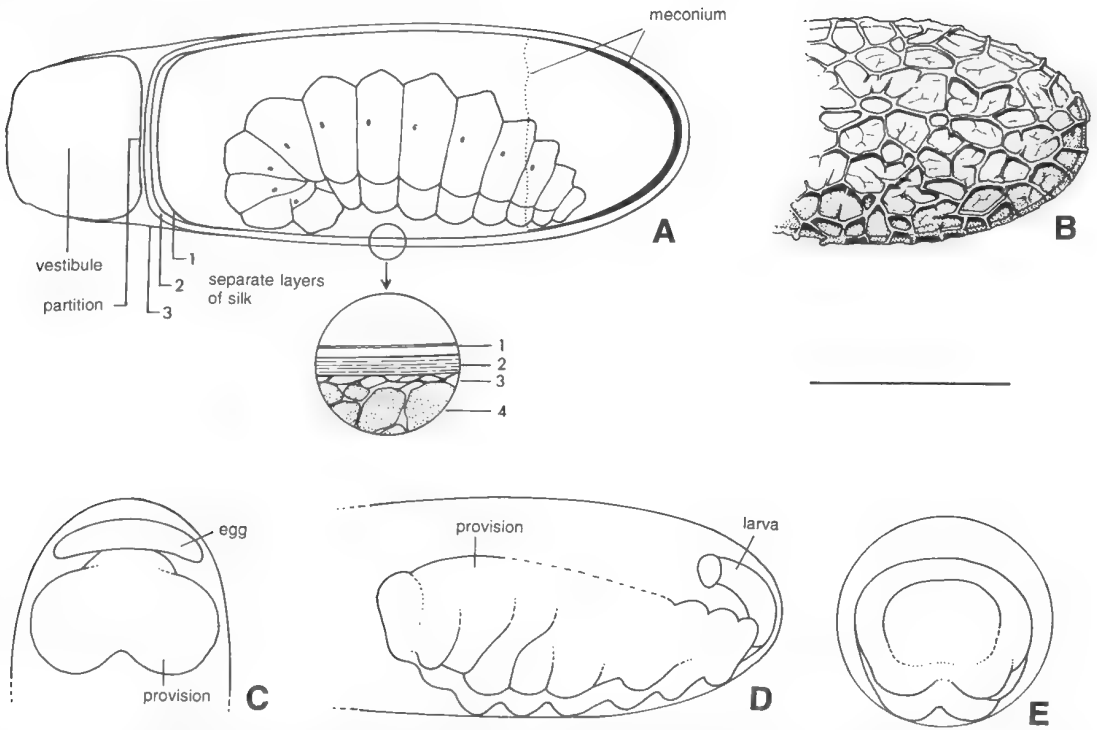 meconium
A
B
vestibule
partition
1
2
3
separate layers
of silk
1
2
3
4
egg
provision
C
provision
larva
D
E